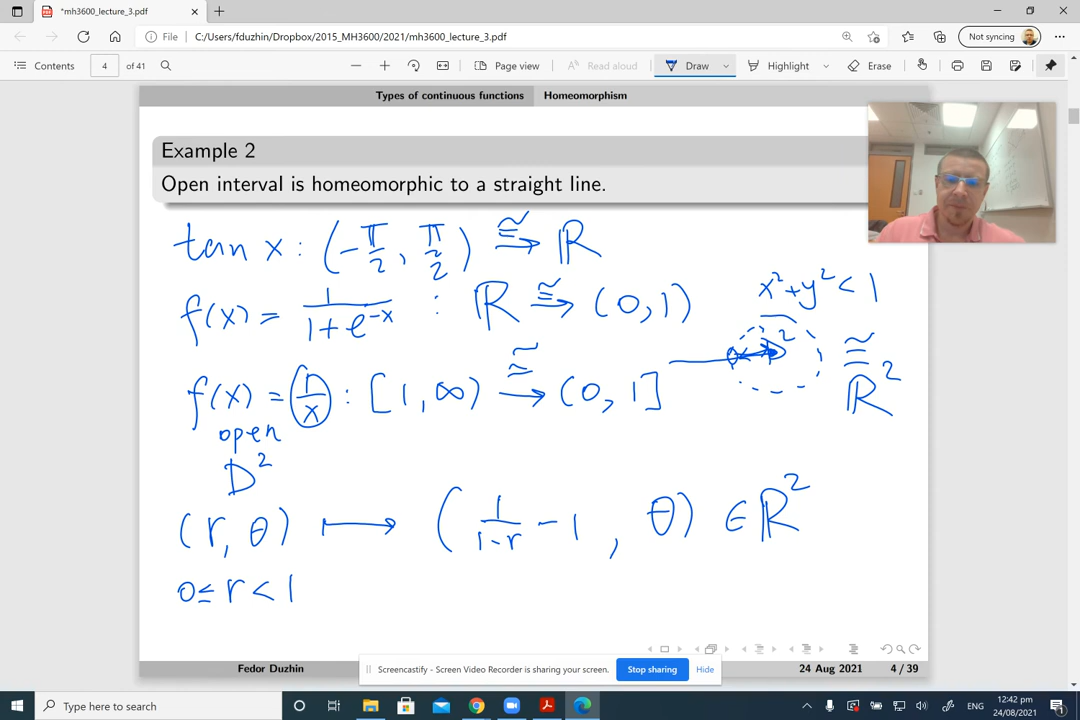 *mh3600_lecture_3.pdf
File C:/Users/fduzhin/Dropbox/2015_MH3600/2021/mh3600_lecture_3.pdf
Not syncing
Contents 4 of 41 Page view Read aloud Draw Highlight Erase
Types of continuous functions Homeomorphism
Example 2
Open interval is homeomorphic to a straight line.
tan x : (-π/2, π/2) ≅→ ℝ
f(x) = 1/(1+e^-x) : ℝ ≅→ (0,1)
x²+y²<1
D² ≅ ℝ²
f(x) = 1/x : [1,∞) ≅→ (0,1]
open
D²
(r, θ) ↦ (1/(1-r) - 1, θ) ∈ ℝ²
0≤r<1
Fedor Duzhin
24 Aug 2021 4 / 39
Screencastify - Screen Video Recorder is sharing your screen. Stop sharing Hide
Type here to search
12:42 pm
24/08/2021